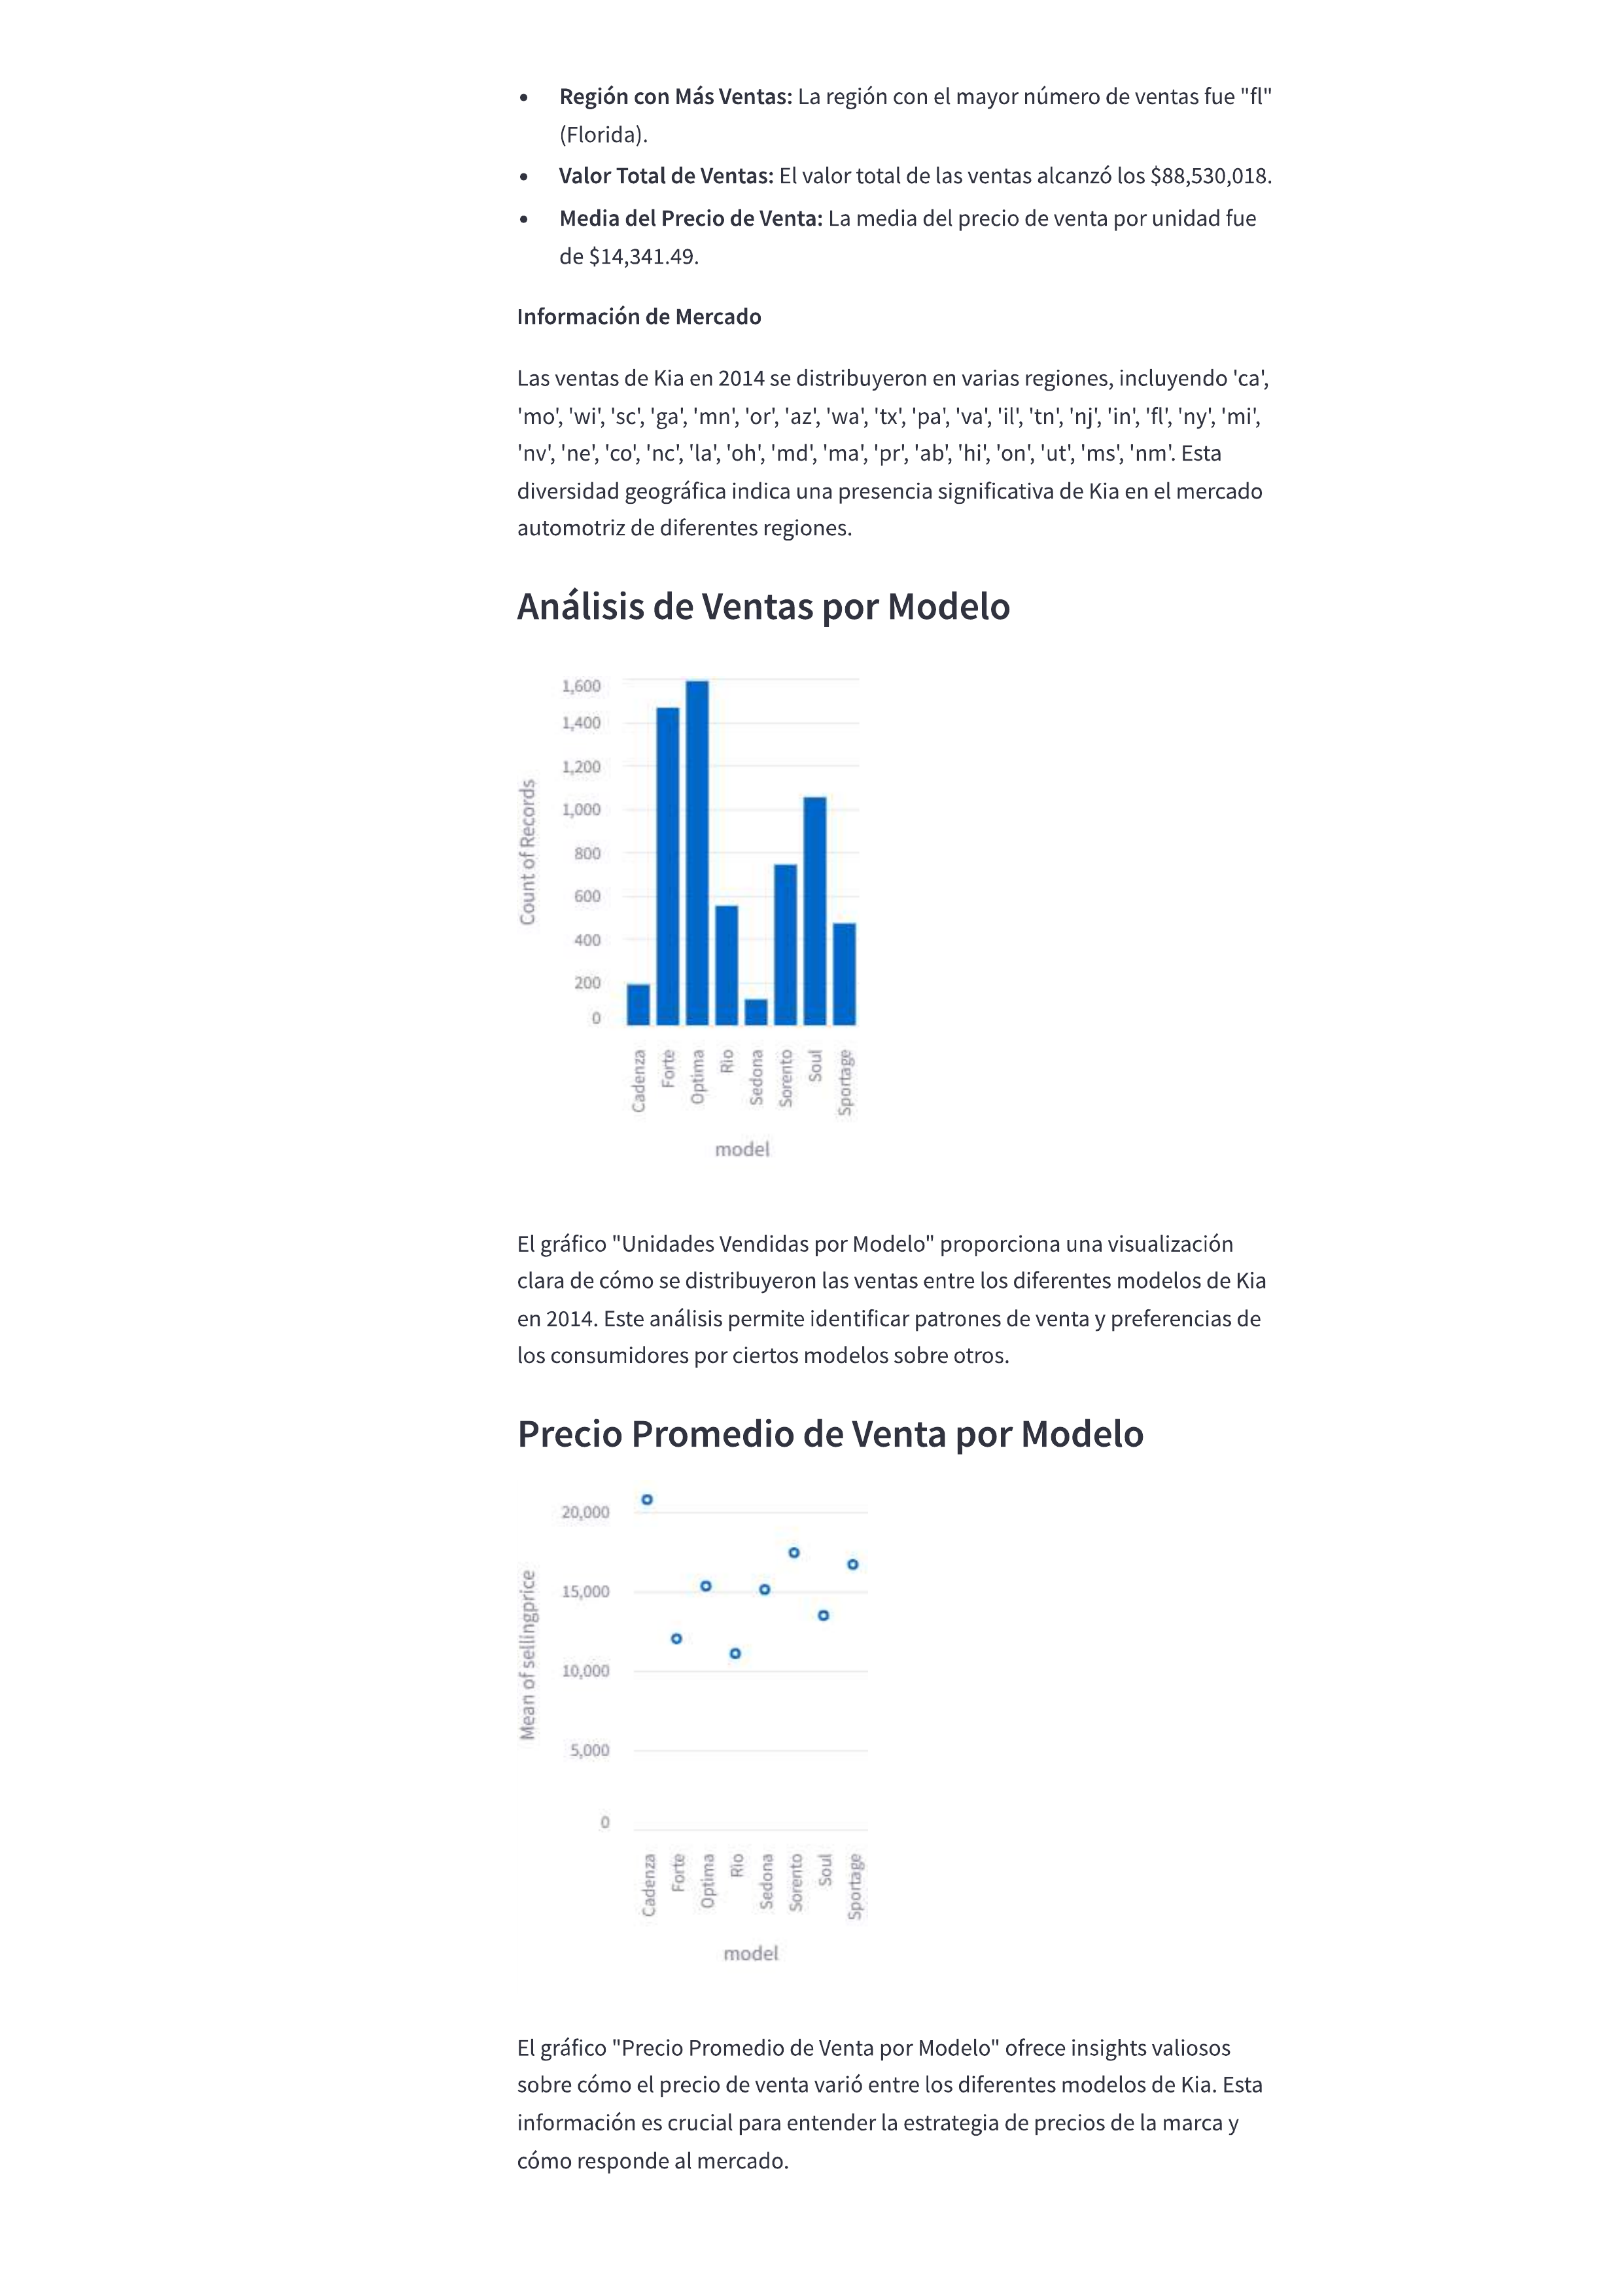 • Región con Más Ventas: La región con el mayor número de ventas fue "fl"
(Florida).
• Valor Total de Ventas: El valor total de las ventas alcanzó los $88,530,018.
• Media del Precio de Venta: La media del precio de venta por unidad fue
de $14,341.49.
Información de Mercado
Las ventas de Kia en 2014 se distribuyeron en varias regiones, incluyendo 'ca',
'mo', 'wi', 'sc', 'ga', 'mn', 'or', 'az', 'wa', 'tx', 'pa', 'va', 'il', 'tn', 'nj', 'in', 'fl', 'ny', 'mi',
'nv', 'ne', 'co', 'nc', 'la', 'oh', 'md', 'ma', 'pr', 'ab', 'hi', 'on', 'ut', 'ms', 'nm'. Esta
diversidad geográfica indica una presencia significativa de Kia en el mercado
automotriz de diferentes regiones.
Análisis de Ventas por Modelo
1,600
1,400
1,200
1,000
800
600
400
200
0
Count of Records
Cadenza
Forte
Optima
Rio
Sedona
Sorento
Soul
Sportage
model
El gráfico "Unidades Vendidas por Modelo" proporciona una visualización
clara de cómo se distribuyeron las ventas entre los diferentes modelos de Kia
en 2014. Este análisis permite identificar patrones de venta y preferencias de
los consumidores por ciertos modelos sobre otros.
Precio Promedio de Venta por Modelo
20,000
15,000
10,000
5,000
0
Mean of sellingprice
Cadenza
Forte
Optima
Rio
Sedona
Sorento
Soul
Sportage
model
El gráfico "Precio Promedio de Venta por Modelo" ofrece insights valiosos
sobre cómo el precio de venta varió entre los diferentes modelos de Kia. Esta
información es crucial para entender la estrategia de precios de la marca y
cómo responde al mercado.